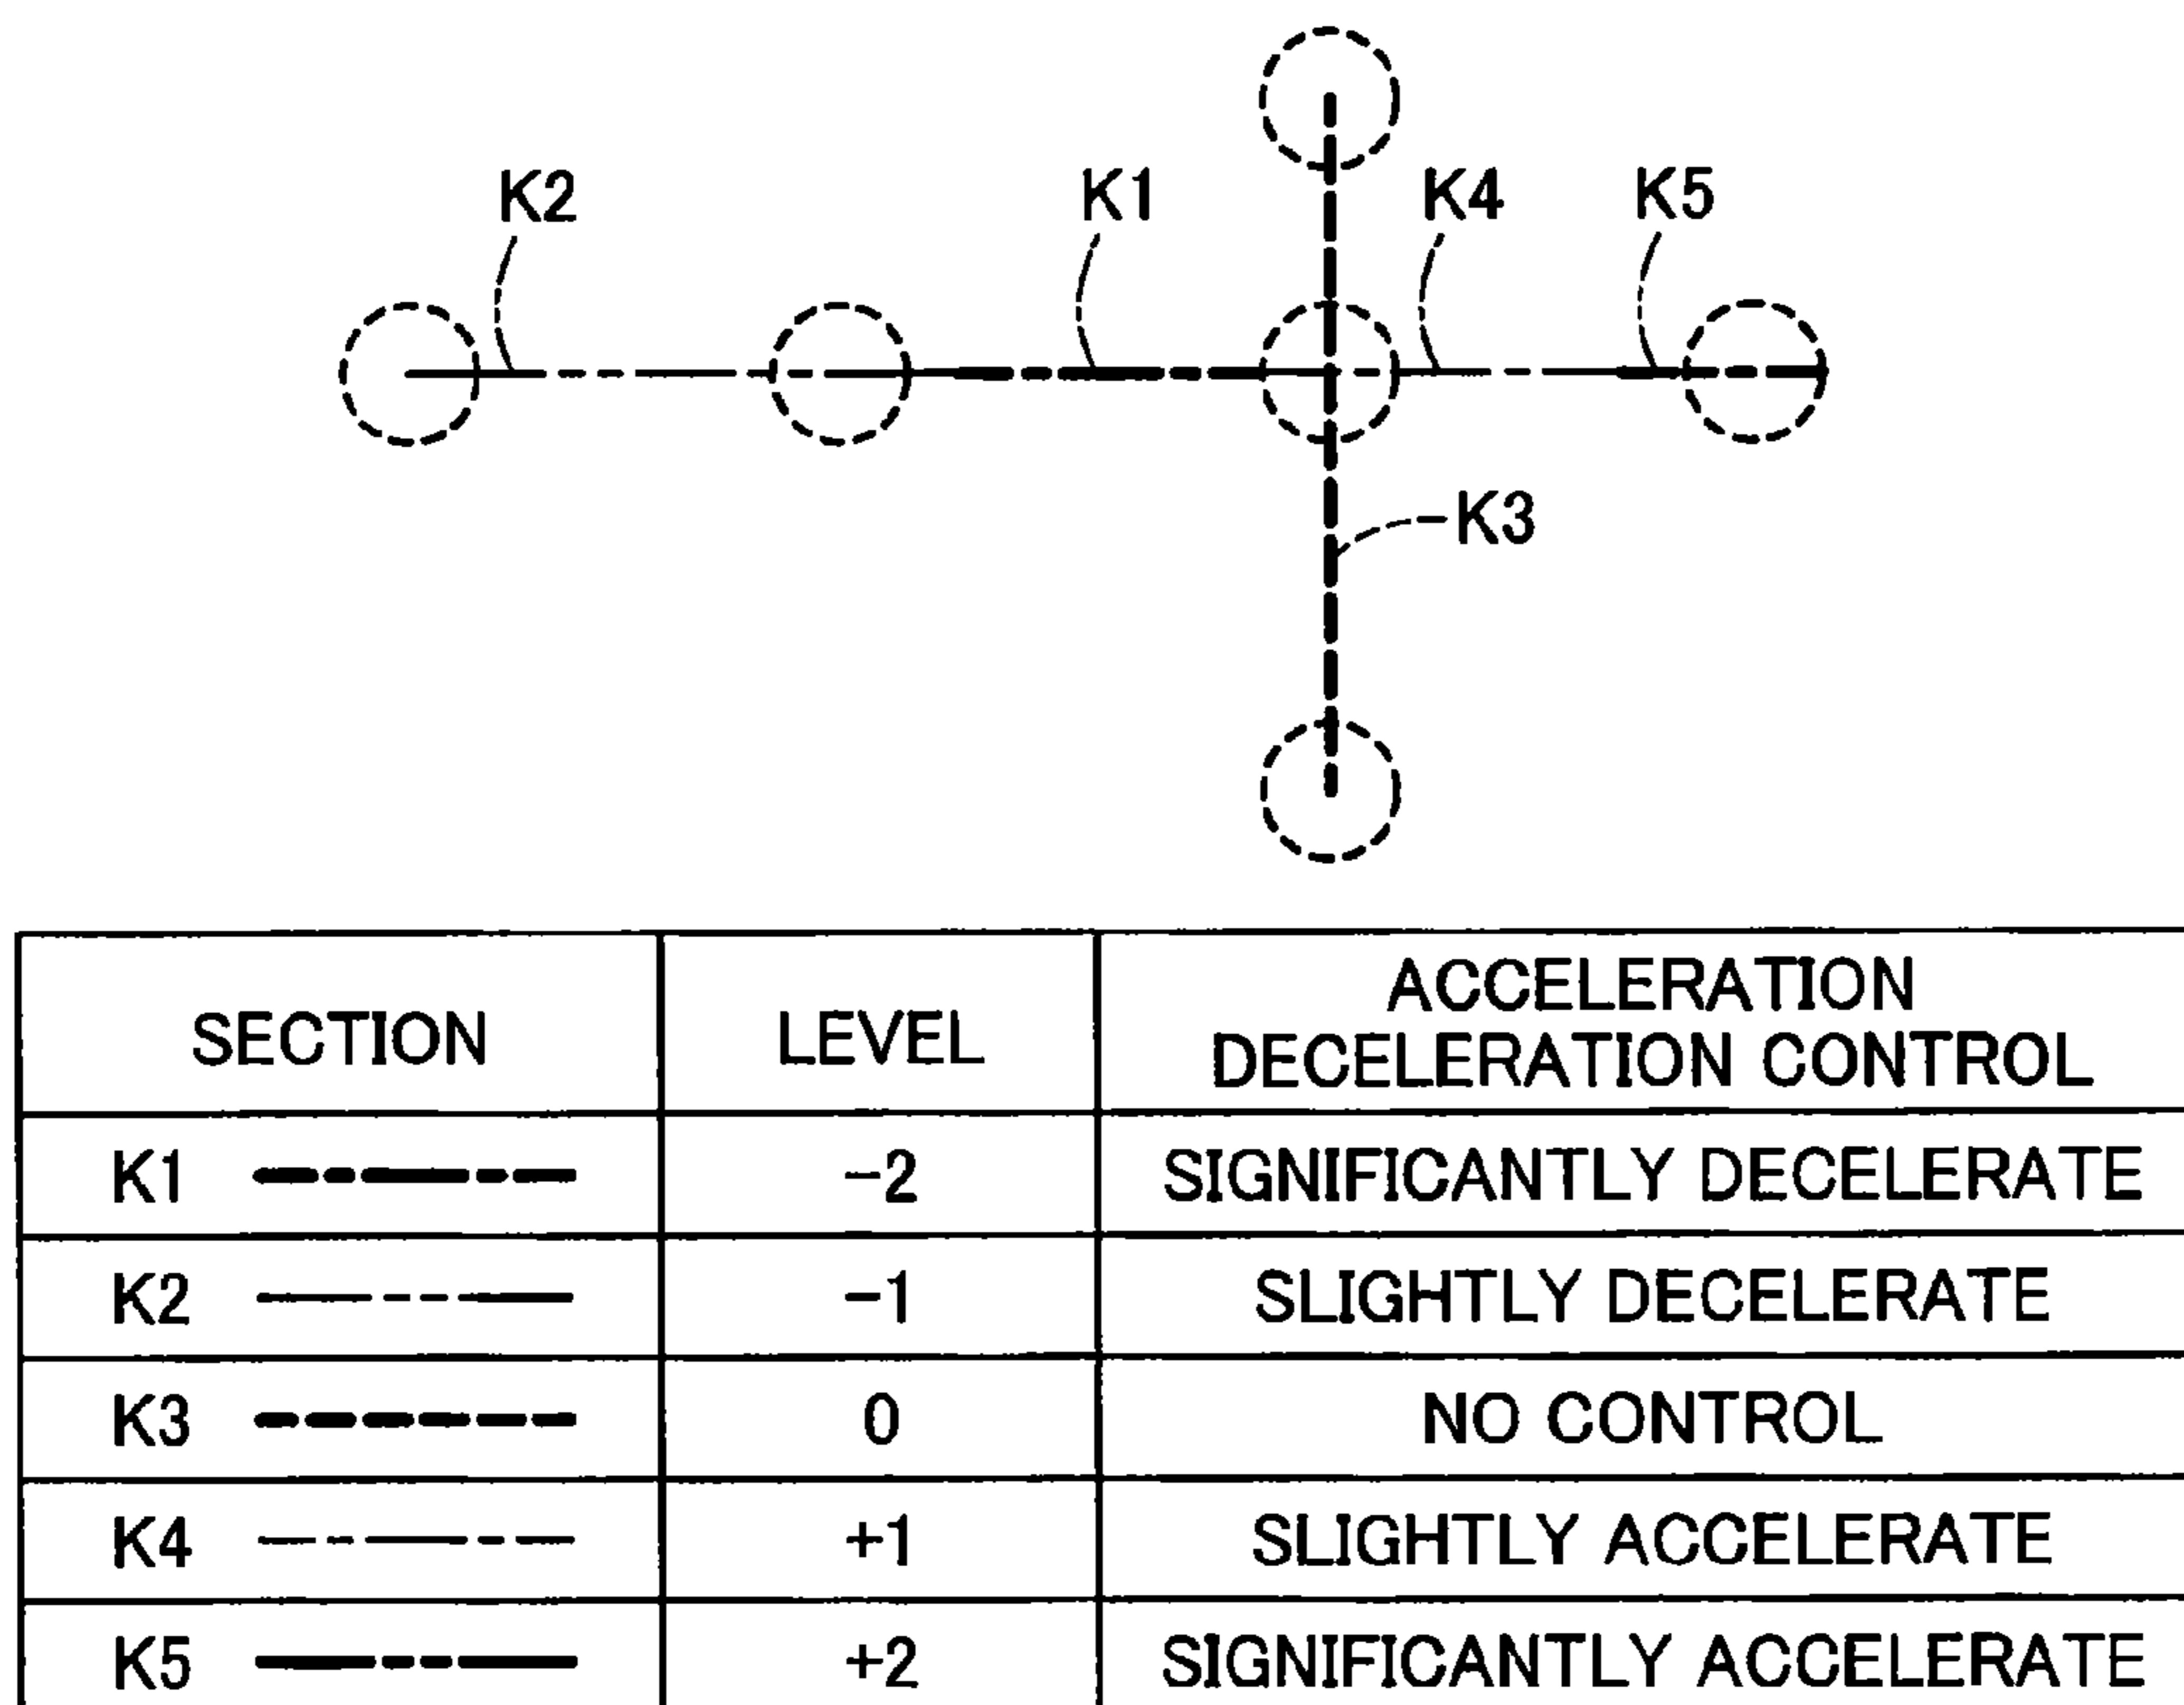 K2
K1
K4
K5
K3
SECTION
LEVEL
ACCELERATION
DECELERATION CONTROL
K1
-2
SIGNIFICANTLY DECELERATE
K2
-1
SLIGHTLY DECELERATE
K3
0
NO CONTROL
K4
+1
SLIGHTLY ACCELERATE
K5
+2
SIGNIFICANTLY ACCELERATE